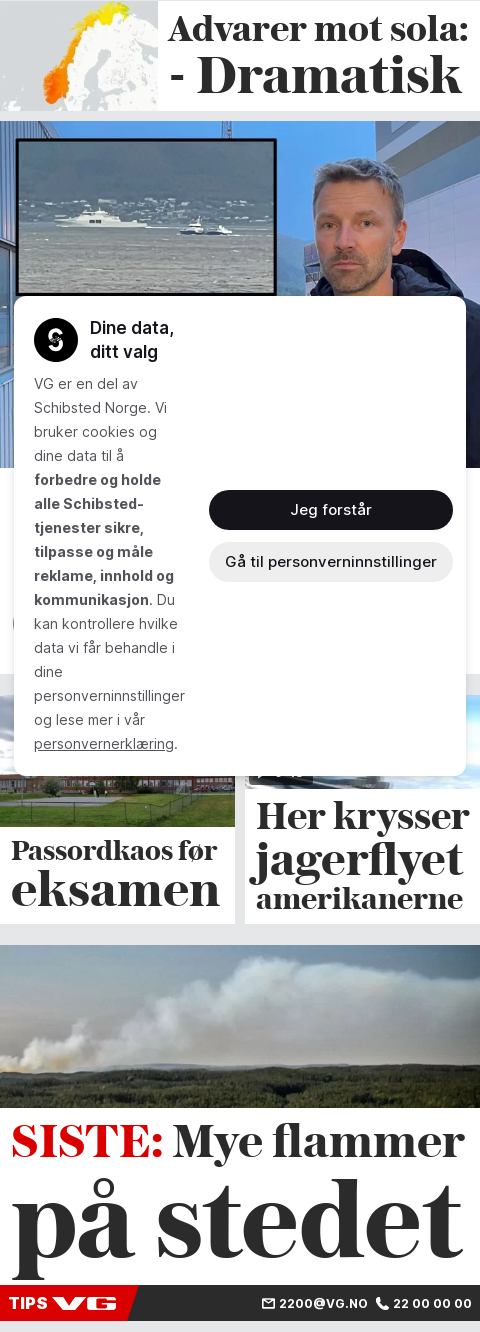 Advarer mot sola:
- Dramatisk
Dine data,
ditt valg
VG er en del av
Schibsted Norge. Vi
bruker cookies og
dine data til å
forbedre og holde
alle Schibsted-
tjenester sikre,
tilpasse og måle
reklame, innhold og
kommunikasjon. Du
kan kontrollere hvilke
data vi får behandle i
dine
personverninnstillinger
og lese mer i vår
personvernerklæring.
Jeg forstår
Gå til personverninnstillinger
Passordkaos før
eksamen
Her krysser
jagerflyet
amerikanerne
SISTE: Mye flammer
på stedet
TIPS VG 2200@VG.NO 22 00 00 00